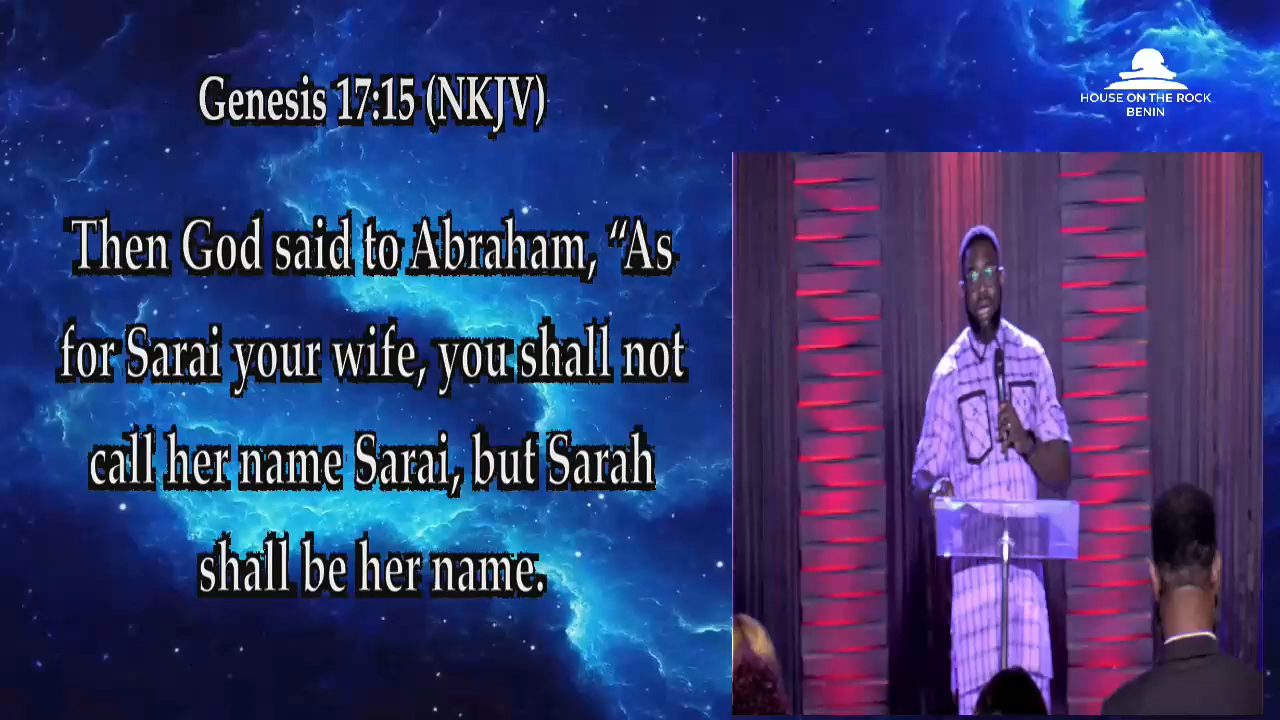 Genesis 17:15 (NKJV)
Then God said to Abraham, “As
for Sarai your wife, you shall not
call her name Sarai, but Sarah
shall be her name.
HOUSE ON THE ROCK
BENIN